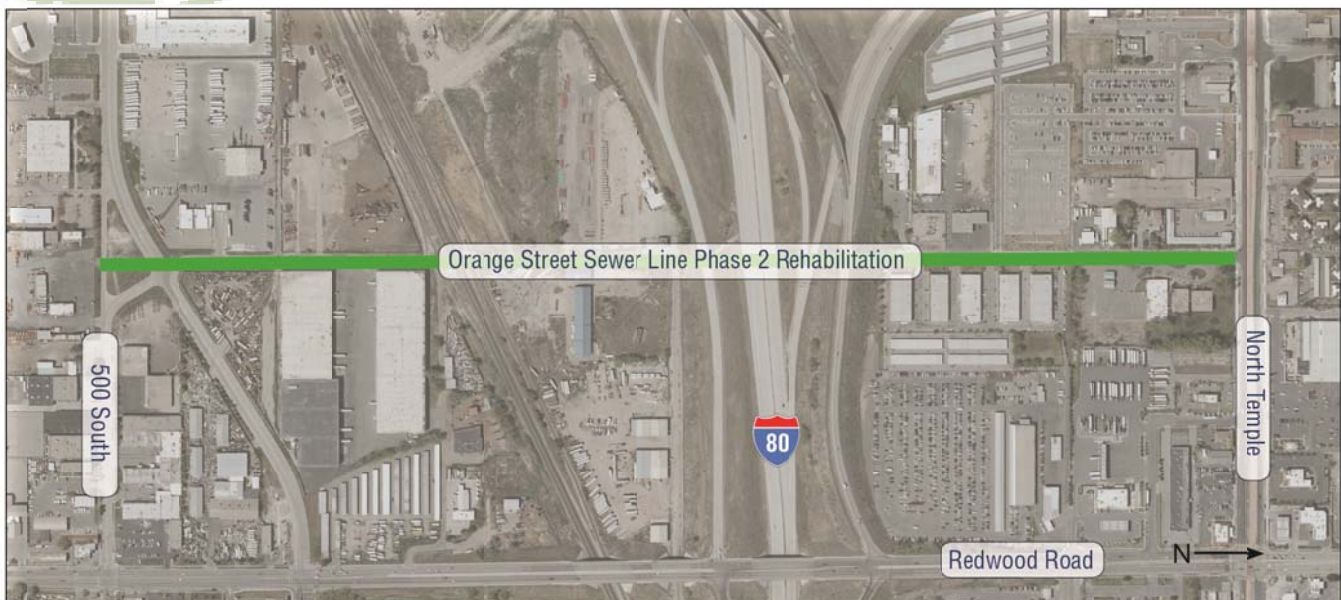 Orange Street Sewer Line Phase 2 Rehabilitation
500 South
North Temple
80
Redwood Road
N